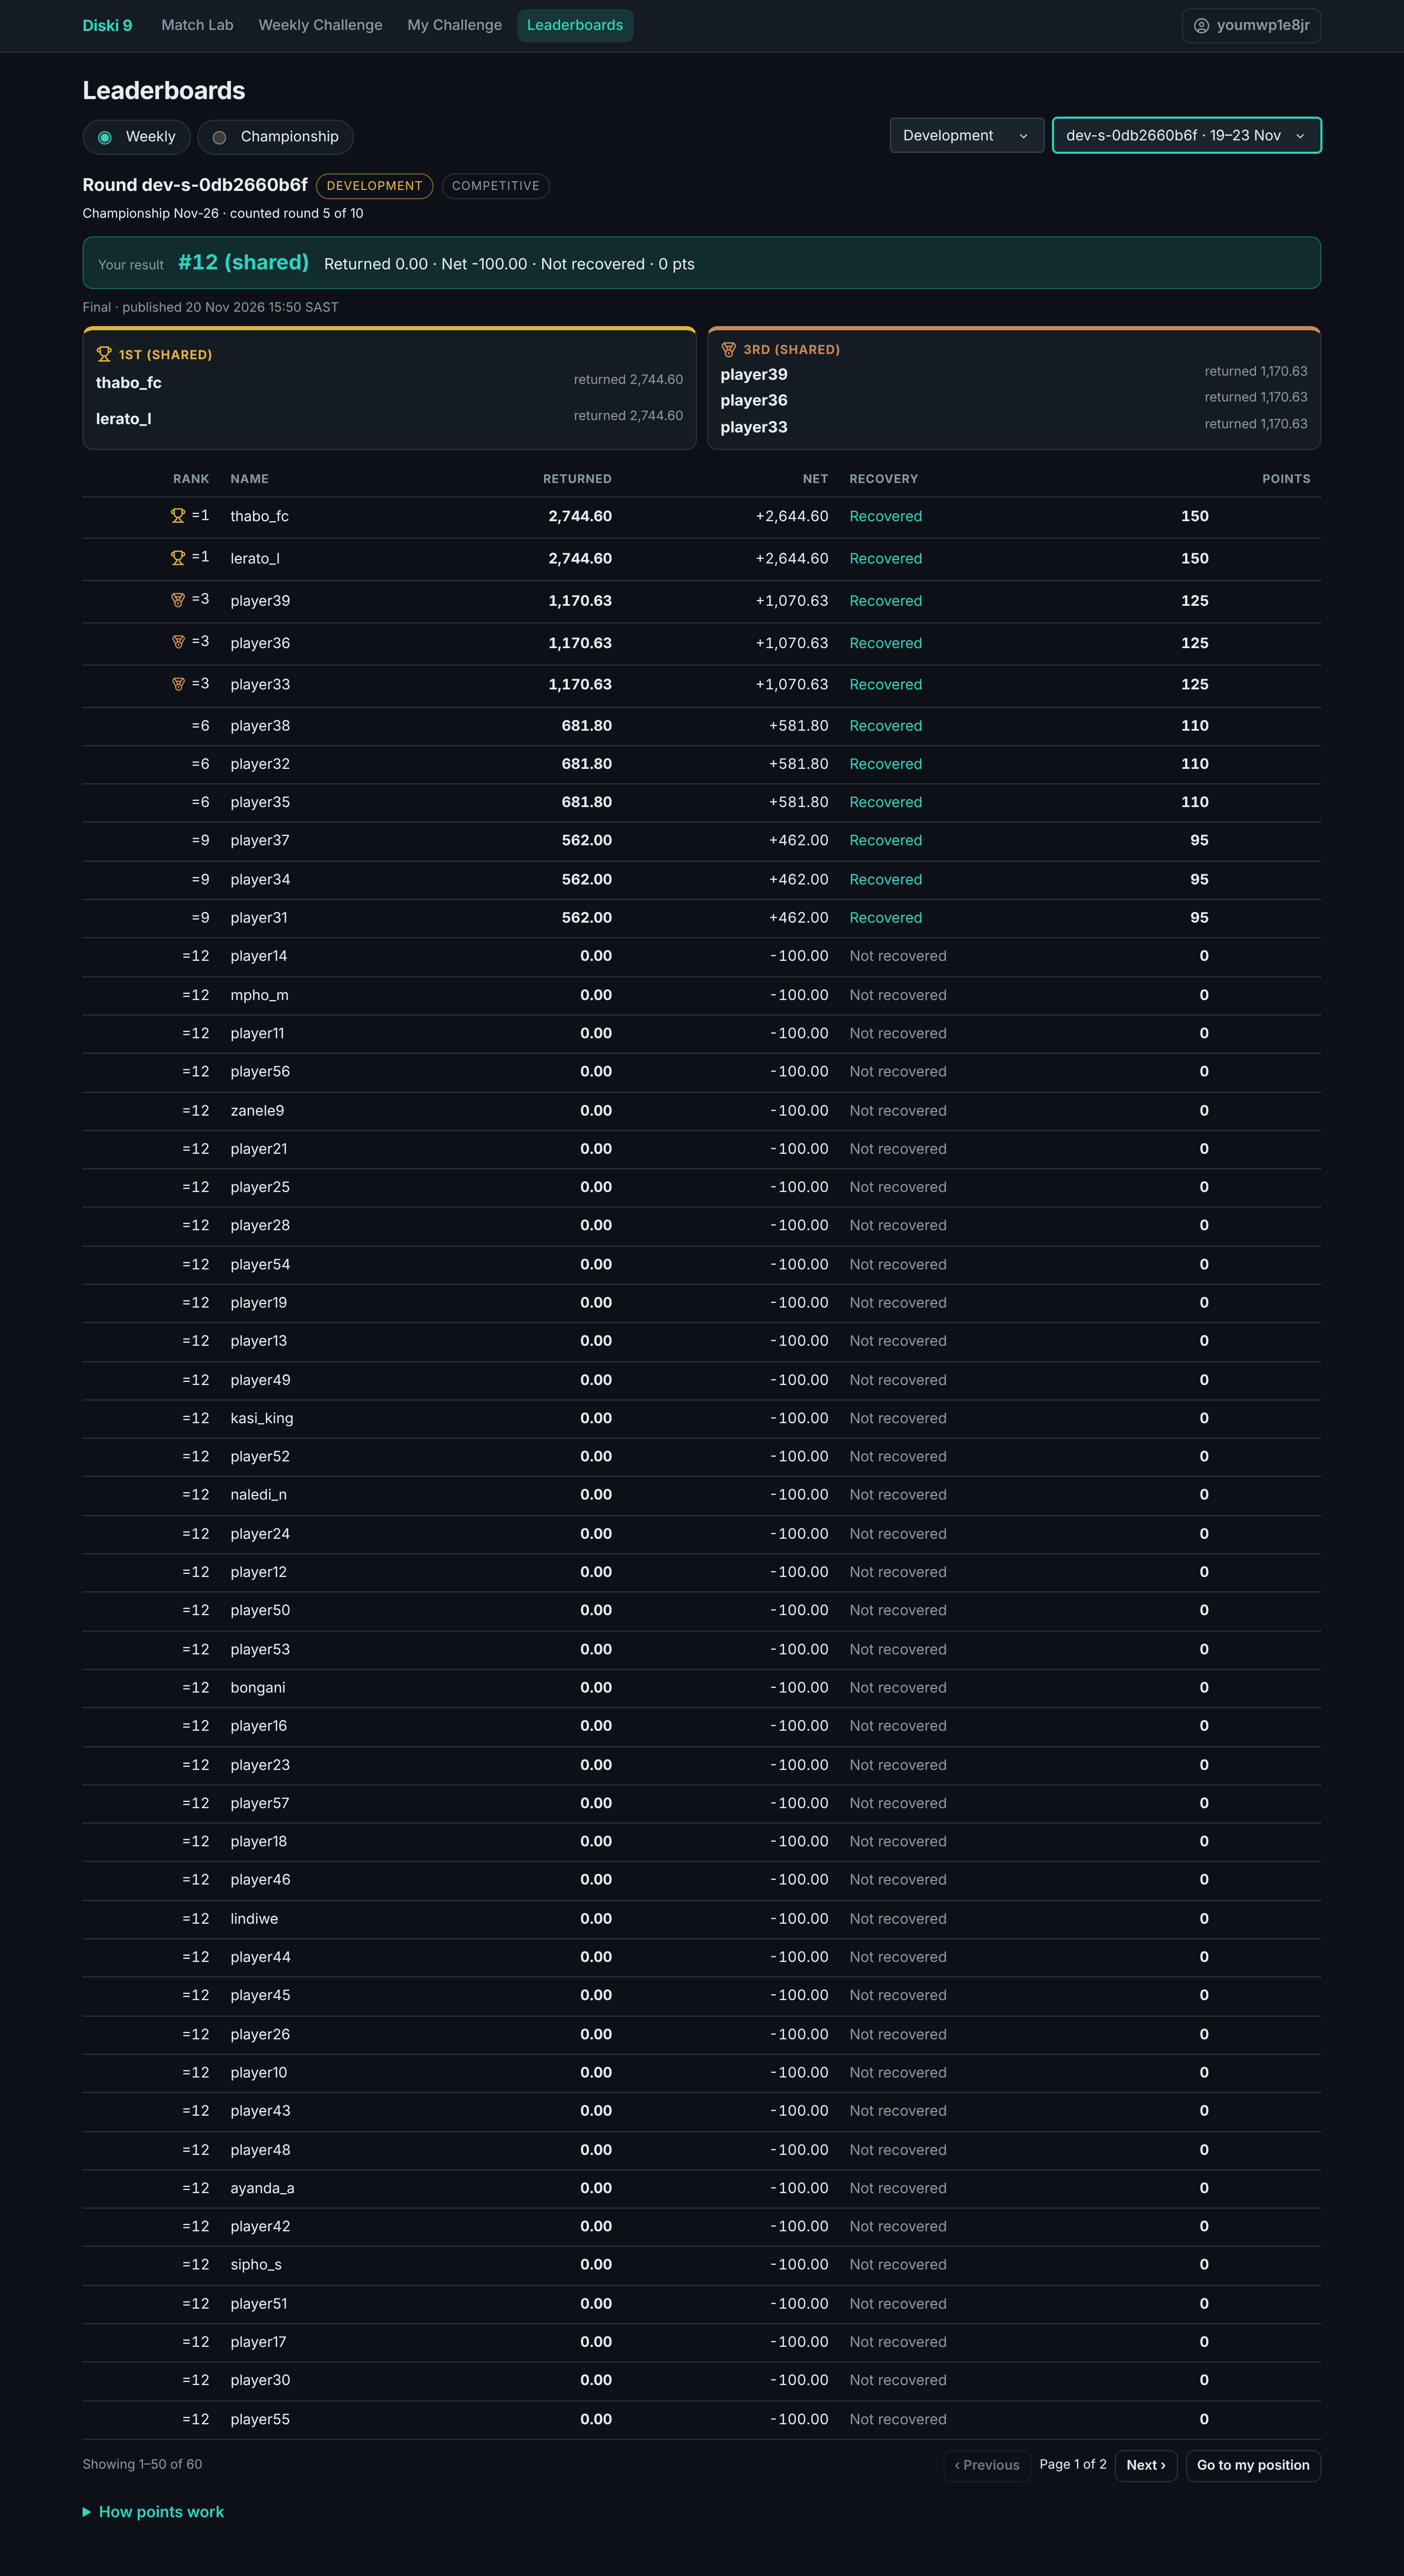 Diski 9 Match Lab Weekly Challenge My Challenge Leaderboards youmwp1e8jr
Leaderboards
Weekly Championship Development dev-s-0db2660b6f · 19–23 Nov
Round dev-s-0db2660b6f DEVELOPMENT COMPETITIVE
Championship Nov-26 · counted round 5 of 10
Your result #12 (shared) Returned 0.00 · Net -100.00 · Not recovered · 0 pts
Final · published 20 Nov 2026 15:50 SAST
1ST (SHARED)
thabo_fc returned 2,744.60
lerato_l returned 2,744.60
3RD (SHARED)
player39 returned 1,170.63
player36 returned 1,170.63
player33 returned 1,170.63
RANK NAME RETURNED NET RECOVERY POINTS
=1 thabo_fc 2,744.60 +2,644.60 Recovered 150
=1 lerato_l 2,744.60 +2,644.60 Recovered 150
=3 player39 1,170.63 +1,070.63 Recovered 125
=3 player36 1,170.63 +1,070.63 Recovered 125
=3 player33 1,170.63 +1,070.63 Recovered 125
=6 player38 681.80 +581.80 Recovered 110
=6 player32 681.80 +581.80 Recovered 110
=6 player35 681.80 +581.80 Recovered 110
=9 player37 562.00 +462.00 Recovered 95
=9 player34 562.00 +462.00 Recovered 95
=9 player31 562.00 +462.00 Recovered 95
=12 player14 0.00 -100.00 Not recovered 0
=12 mpho_m 0.00 -100.00 Not recovered 0
=12 player11 0.00 -100.00 Not recovered 0
=12 player56 0.00 -100.00 Not recovered 0
=12 zanele9 0.00 -100.00 Not recovered 0
=12 player21 0.00 -100.00 Not recovered 0
=12 player25 0.00 -100.00 Not recovered 0
=12 player28 0.00 -100.00 Not recovered 0
=12 player54 0.00 -100.00 Not recovered 0
=12 player19 0.00 -100.00 Not recovered 0
=12 player13 0.00 -100.00 Not recovered 0
=12 player49 0.00 -100.00 Not recovered 0
=12 kasi_king 0.00 -100.00 Not recovered 0
=12 player52 0.00 -100.00 Not recovered 0
=12 naledi_n 0.00 -100.00 Not recovered 0
=12 player24 0.00 -100.00 Not recovered 0
=12 player12 0.00 -100.00 Not recovered 0
=12 player50 0.00 -100.00 Not recovered 0
=12 player53 0.00 -100.00 Not recovered 0
=12 bongani 0.00 -100.00 Not recovered 0
=12 player16 0.00 -100.00 Not recovered 0
=12 player23 0.00 -100.00 Not recovered 0
=12 player57 0.00 -100.00 Not recovered 0
=12 player18 0.00 -100.00 Not recovered 0
=12 player46 0.00 -100.00 Not recovered 0
=12 lindiwe 0.00 -100.00 Not recovered 0
=12 player44 0.00 -100.00 Not recovered 0
=12 player45 0.00 -100.00 Not recovered 0
=12 player26 0.00 -100.00 Not recovered 0
=12 player10 0.00 -100.00 Not recovered 0
=12 player43 0.00 -100.00 Not recovered 0
=12 player48 0.00 -100.00 Not recovered 0
=12 ayanda_a 0.00 -100.00 Not recovered 0
=12 player42 0.00 -100.00 Not recovered 0
=12 sipho_s 0.00 -100.00 Not recovered 0
=12 player51 0.00 -100.00 Not recovered 0
=12 player17 0.00 -100.00 Not recovered 0
=12 player30 0.00 -100.00 Not recovered 0
=12 player55 0.00 -100.00 Not recovered 0
Showing 1–50 of 60 ‹ Previous Page 1 of 2 Next › Go to my position
How points work